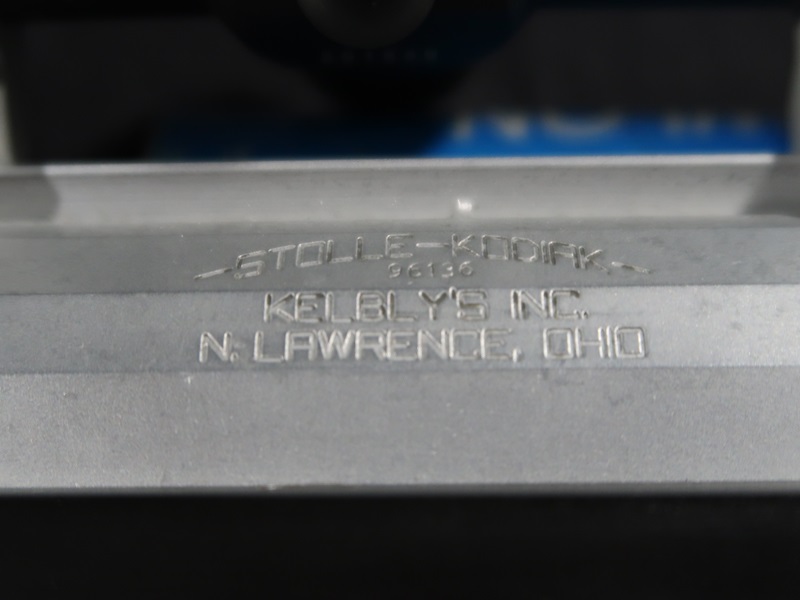 -STOLLE-KODIAK-
96136
KELBLY'S INC.
N. LAWRENCE, OHIO